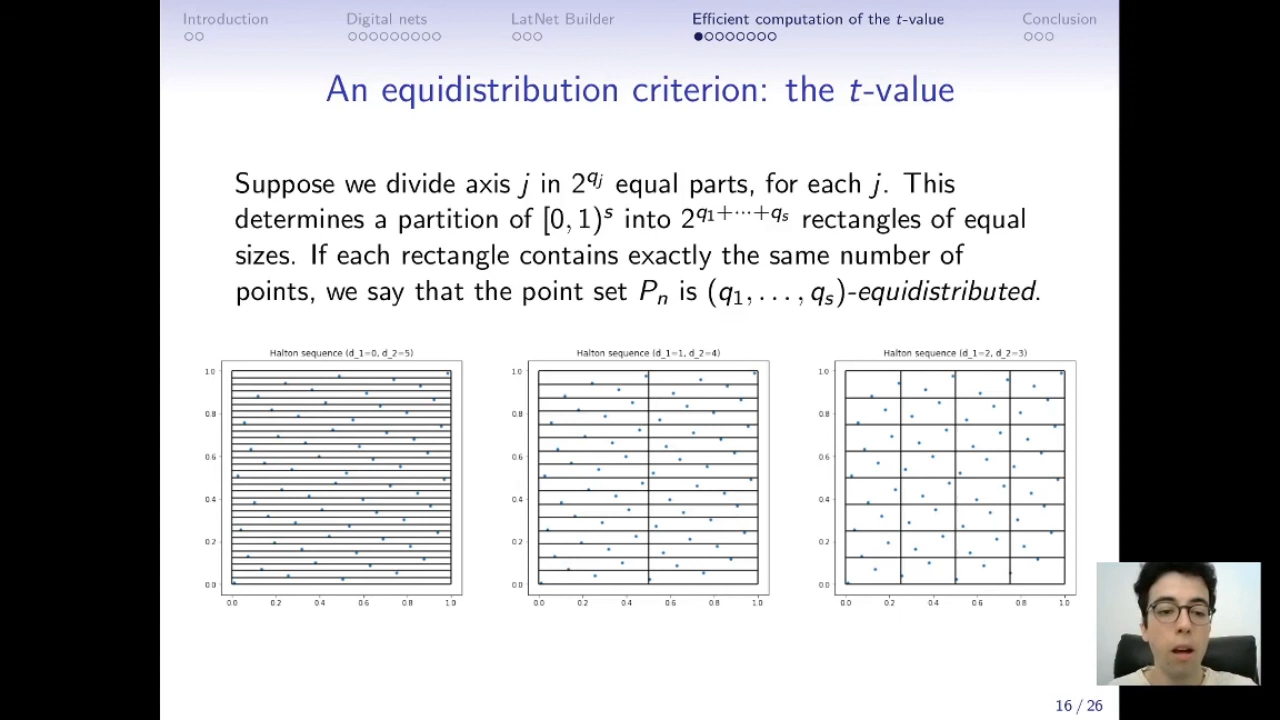 Introduction Digital nets LatNet Builder Efficient computation of the t-value Conclusion
An equidistribution criterion: the t-value
Suppose we divide axis j in 2^{q_j} equal parts, for each j. This
determines a partition of [0, 1)^s into 2^{q_1+···+q_s} rectangles of equal
sizes. If each rectangle contains exactly the same number of
points, we say that the point set P_n is (q_1, . . . , q_s)-equidistributed.
Halton sequence (d_1=0, d_2=5)
1.0
0.8
0.6
0.4
0.2
0.0
0.0 0.2 0.4 0.6 0.8 1.0
Halton sequence (d_1=1, d_2=4)
1.0
0.8
0.6
0.4
0.2
0.0
0.0 0.2 0.4 0.6 0.8 1.0
Halton sequence (d_1=2, d_2=3)
1.0
0.8
0.6
0.4
0.2
0.0
0.0 0.2 0.4 0.6 0.8 1.0
16 / 26